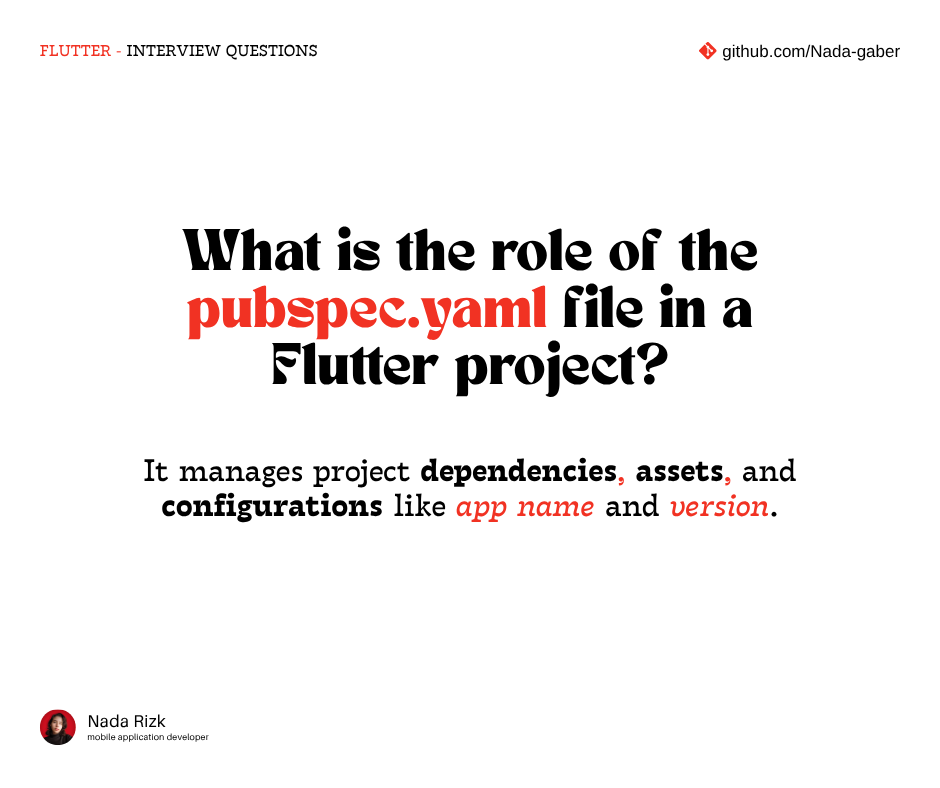 FLUTTER - INTERVIEW QUESTIONS
github.com/Nada-gaber
What is the role of the
pubspec.yaml file in a
Flutter project?
It manages project dependencies, assets, and
configurations like app name and version.
Nada Rizk
mobile application developer